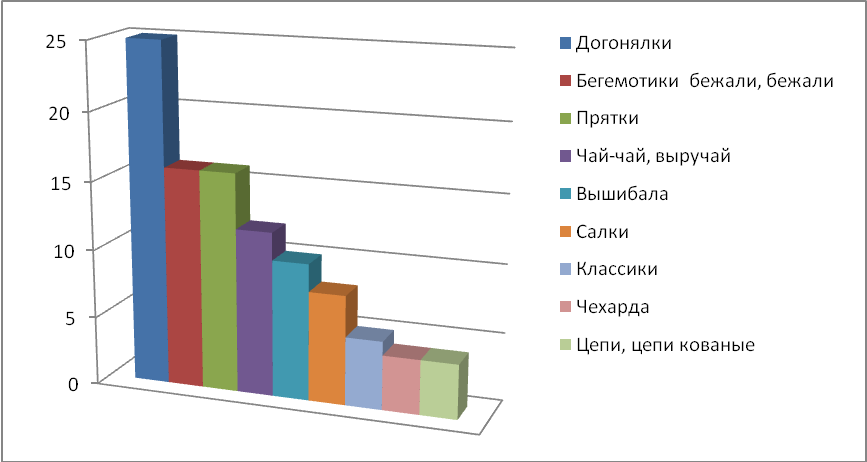 25
20
15
10
5
0
Догонялки
Бегемотики бежали, бежали
Прятки
Чай-чай, выручай
Вышибала
Салки
Классики
Чехарда
Цепи, цепи кованые